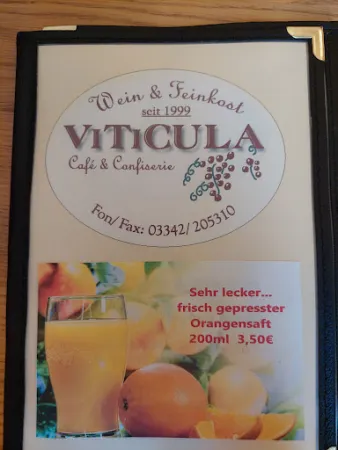 Wein & Feinkost
seit 1999
ViTiCULA
Café & Confiserie
Fon/ Fax: 03342/ 205310
Sehr lecker...
frisch gepresster
Orangensaft
200ml 3,50€